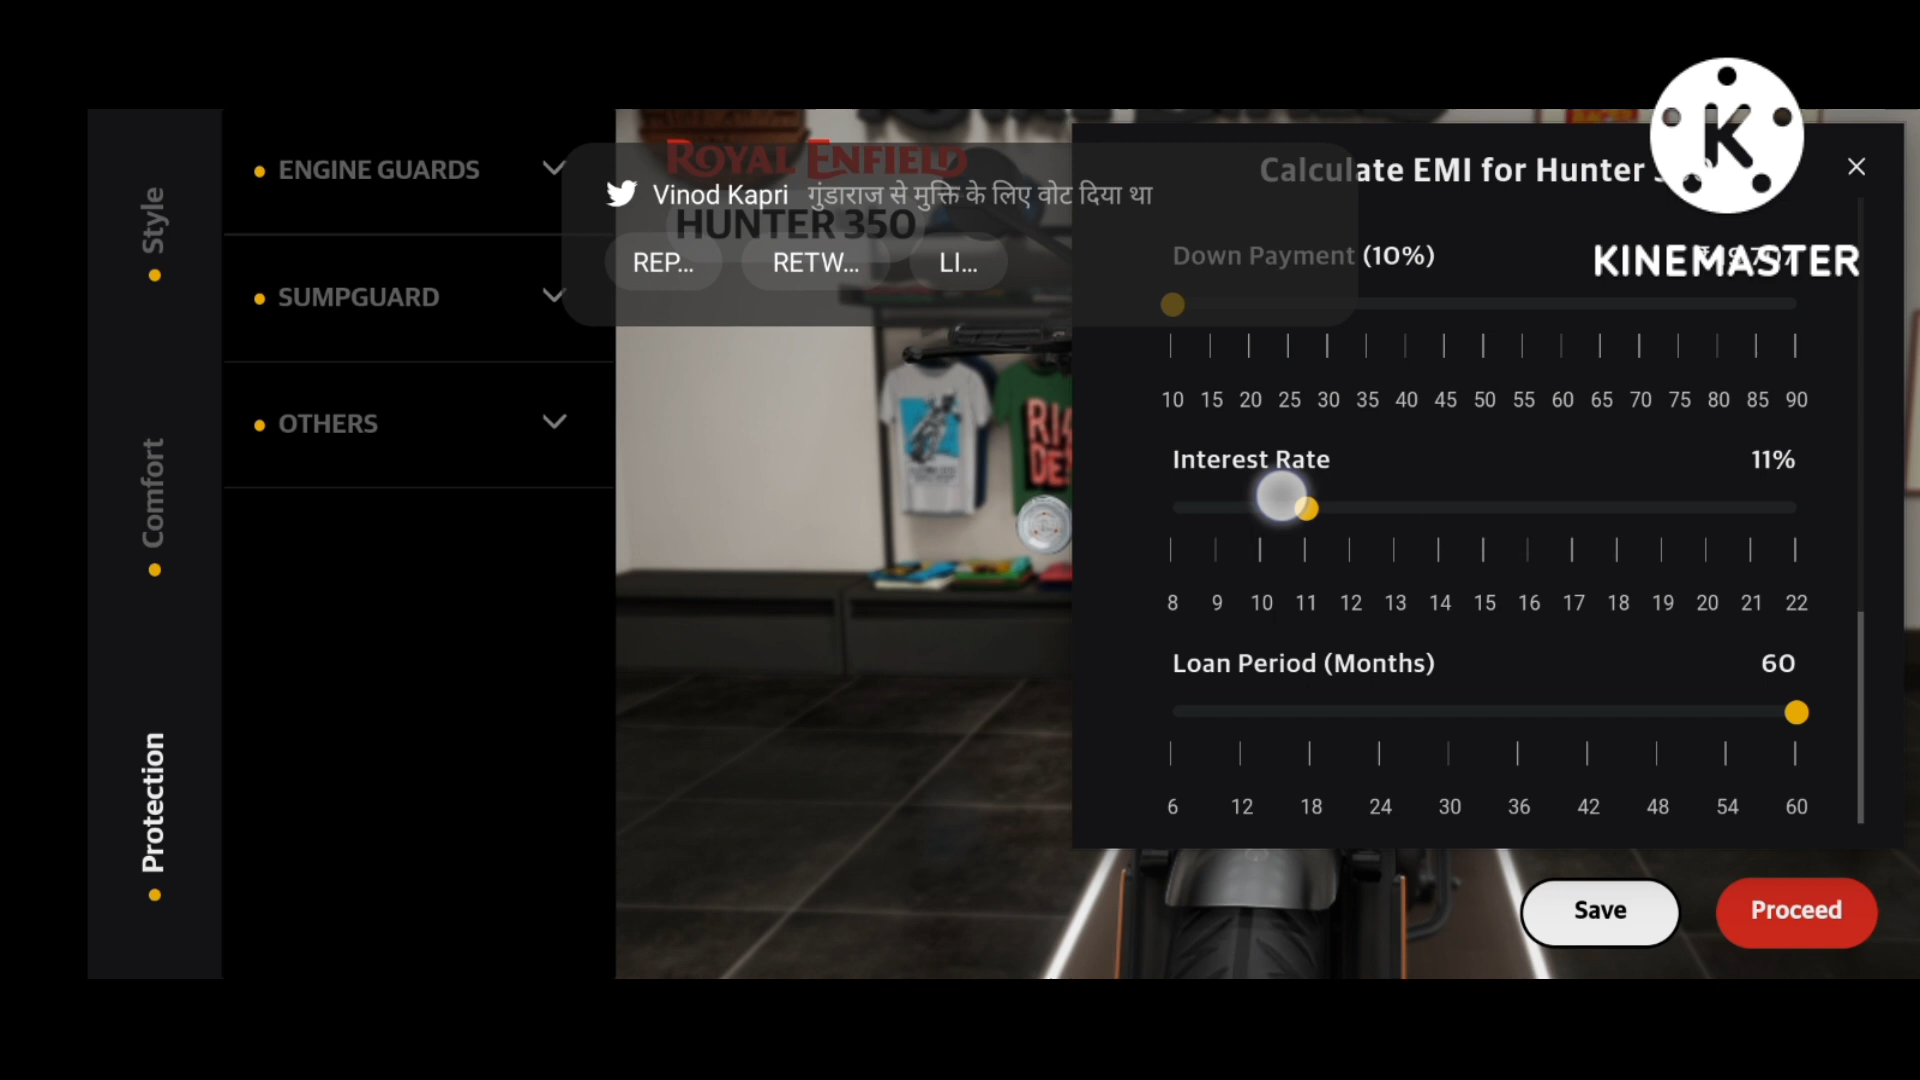 Style
Comfort
Protection
ENGINE GUARDS
SUMPGUARD
OTHERS
ROYAL ENFIELD
Vinod Kapri गुंडाराज से मुक्ति के लिए वोट दिया था
HUNTER 350
REP... RETW... LI...
Calculate EMI for Hunter
K
KINEMASTER
Down Payment (10%)
10 15 20 25 30 35 40 45 50 55 60 65 70 75 80 85 90
Interest Rate 11%
8 9 10 11 12 13 14 15 16 17 18 19 20 21 22
Loan Period (Months) 60
6 12 18 24 30 36 42 48 54 60
Save Proceed